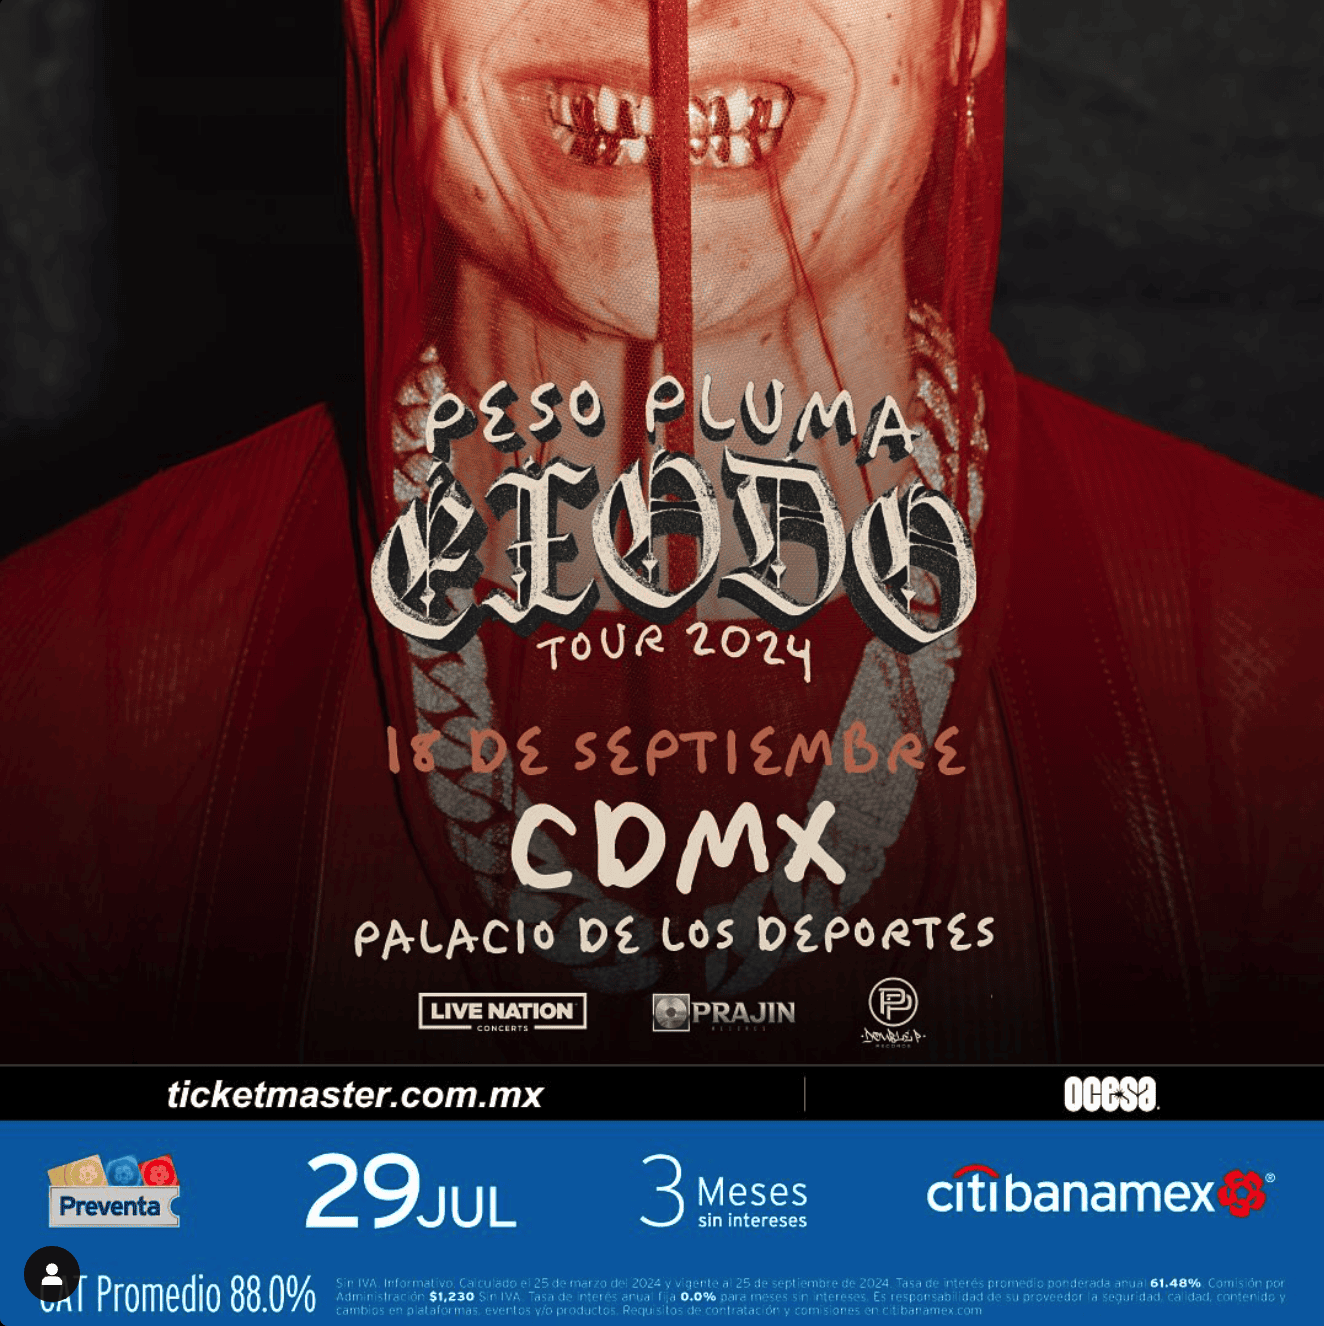 PESO PLUMA
ÉXODO
TOUR 2024
18 DE SEPTIEMBRE
CDMX
PALACIO DE LOS DEPORTES
LIVE NATION
CONCERTS
PRAJIN
RECORDS
DOUBLE P
RECORDS
ticketmaster.com.mx
ocesa
Preventa
29 JUL
3 Meses
sin intereses
citibanamex®
CAT Promedio 88.0%
Sin IVA. Informativo. Calculado el 25 de marzo del 2024 y vigente al 25 de septiembre de 2024. Tasa de interés promedio ponderada anual 61.48%. Comisión por
Administración $1,230 Sin IVA. Tasa de interés anual fija 0.0% para meses sin intereses. Es responsabilidad de su proveedor la seguridad, calidad, contenido y
cambios en plataformas, eventos y/o productos. Requisitos de contratación y comisiones en citibanamex.com